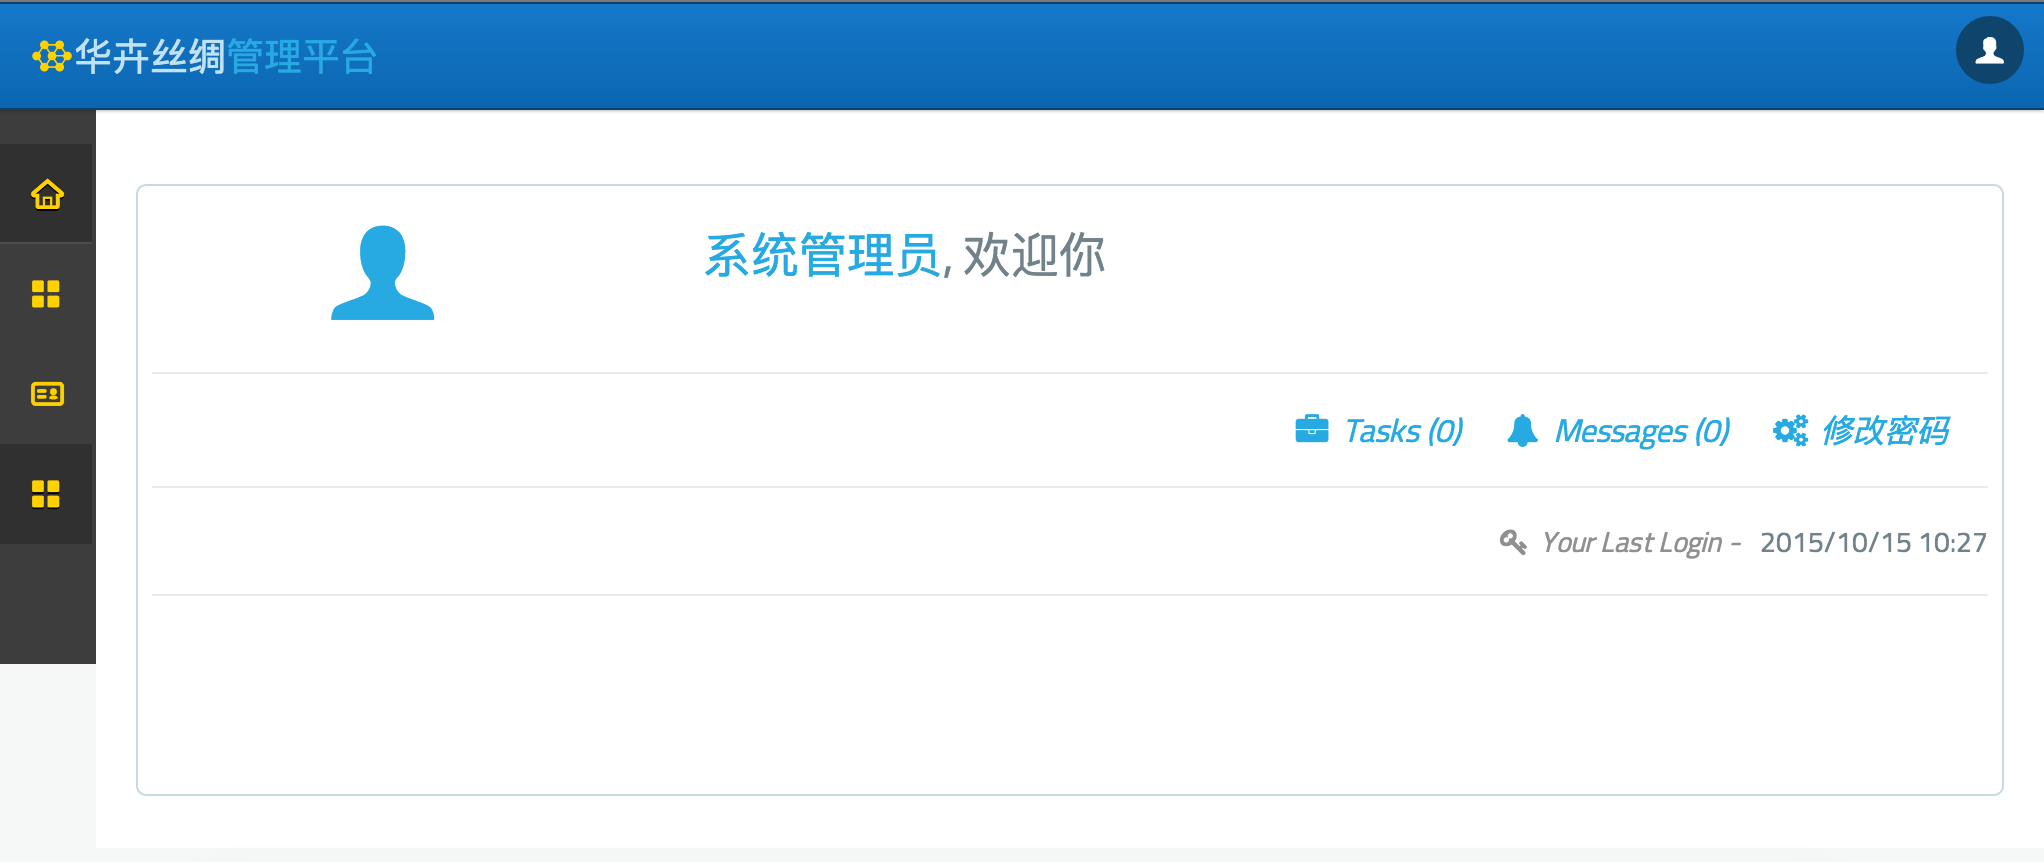 华卉丝绸管理平台
系统管理员, 欢迎你
Tasks (0) Messages (0) 修改密码
Your Last Login - 2015/10/15 10:27